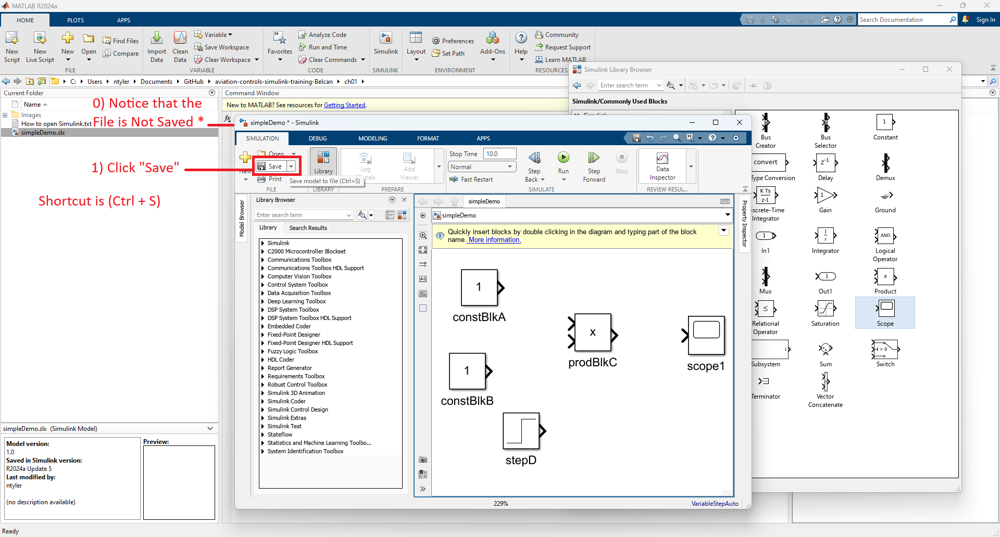 MATLAB R2024a
HOME PLOTS APPS
Search Documentation Sign In
New Script
New Live Script
New
Open
Find Files
Compare
FILE
Import Data
Clean Data
Variable
Save Workspace
Clear Workspace
VARIABLE
Favorites
Analyze Code
Run and Time
Clear Commands
CODE
Simulink
SIMULINK
Layout
Preferences
Set Path
Add-Ons
ENVIRONMENT
Help
Community
Request Support
Learn MATLAB
RESOURCES
C: Users ntyler Documents GitHub aviation-controls-simulink-training-Belcan ch01
Current Folder
Name
Images
How to open Simulink.txt
simpleDemo.slx
0) Notice that the
File is Not Saved *
1) Click "Save"
Shortcut is (Ctrl + S)
simpleDemo.slx (Simulink Model)
Model version:
1.0
Saved in Simulink version:
R2024a Update 5
Last modified by:
ntyler
(no description available)
Preview:
Ready
Command Window
New to MATLAB? See resources for Getting Started.
fx
simpleDemo * - Simulink
SIMULATION DEBUG MODELING FORMAT APPS
New
Open
Save
Print
FILE
Library
LIBRARY
Save model to file (Ctrl+S)
Log
Add
Viewer
PREPARE
Stop Time 10.0
Normal
Fast Restart
Step Back
Run
Step Forward
Stop
SIMULATE
Data Inspector
REVIEW RESUL...
Model Browser
Library Browser
Enter search term
Library Search Results
Simulink
C2000 Microcontroller Blockset
Communications Toolbox
Communications Toolbox HDL Support
Computer Vision Toolbox
Control System Toolbox
Data Acquisition Toolbox
Deep Learning Toolbox
DSP System Toolbox
DSP System Toolbox HDL Support
Embedded Coder
Fixed-Point Designer
Fixed-Point Designer HDL Support
Fuzzy Logic Toolbox
HDL Coder
Report Generator
Requirements Toolbox
Robust Control Toolbox
Simulink 3D Animation
Simulink Coder
Simulink Control Design
Simulink Extras
Simulink Test
Stateflow
Statistics and Machine Learning Toolbo...
System Identification Toolbox
simpleDemo
simpleDemo
Quickly insert blocks by double clicking in the diagram and typing part of the block
name. More information.
1
constBlkA
1
constBlkB
x
prodBlkC
scope1
stepD
229%
VariableStepAuto
Property Inspector
Simulink Library Browser
Enter search term
Simulink/Commonly Used Blocks
Bus Creator
Bus Selector
1
Constant
convert
Type Conversion
z-1
Delay
Demux
K Ts
z-1
iscrete-Time
Integrator
1
Gain
Ground
1
In1
1
s
Integrator
AND
Logical Operator
Mux
1
Out1
x
Product
≤
Relational Operator
Saturation
Scope
1
Subsystem
Sum
> 0
Switch
Terminator
Vector Concatenate